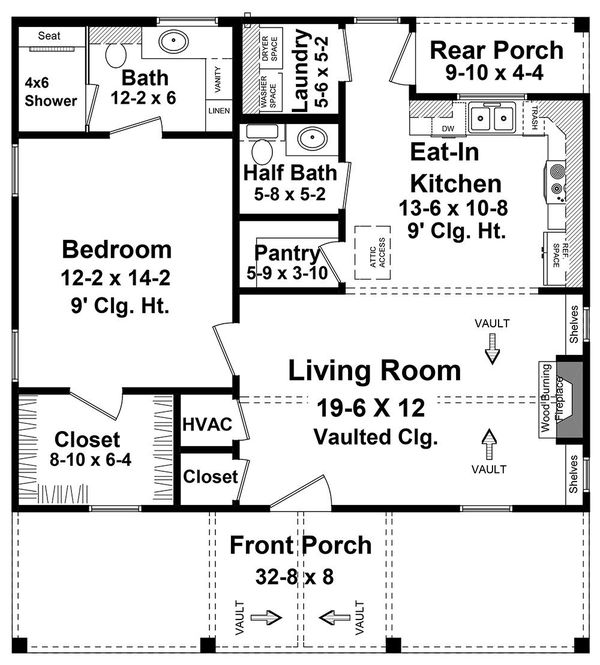 Seat
4x6
Shower
Bath
12-2 x 6
VANITY
LINEN
DRYER
SPACE
WASHER
SPACE
Laundry
5-6 x 5-2
Rear Porch
9-10 x 4-4
DW
TRASH
Half Bath
5-8 x 5-2
Eat-In
Kitchen
13-6 x 10-8
9' Clg. Ht.
REF.
SPACE
Bedroom
12-2 x 14-2
9' Clg. Ht.
Pantry
5-9 x 3-10
ATTIC
ACCESS
VAULT
Shelves
Living Room
19-6 X 12
Vaulted Clg.
Wood Burning
Fireplace
VAULT
Shelves
Closet
8-10 x 6-4
HVAC
Closet
Front Porch
32-8 x 8
VAULT
VAULT